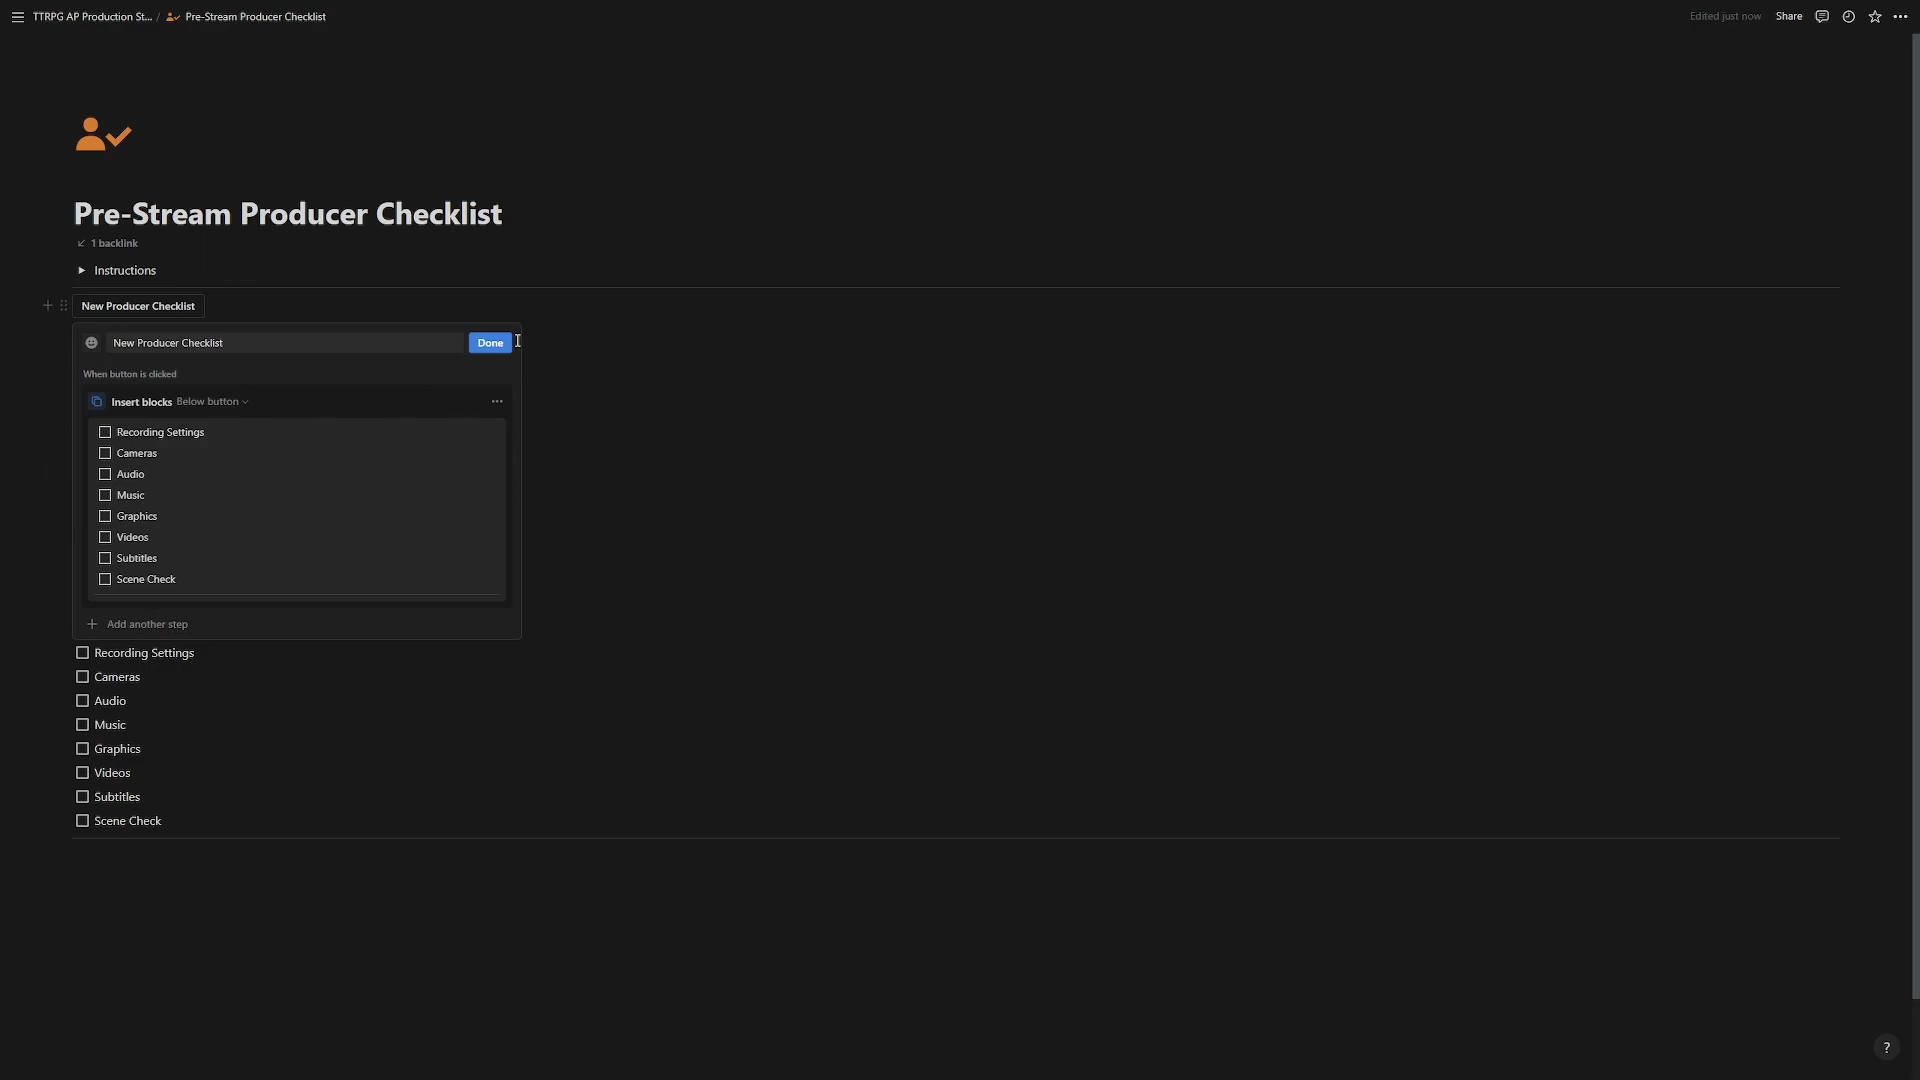 TTRPG AP Production St... / Pre-Stream Producer Checklist
Edited just now Share
Pre-Stream Producer Checklist
1 backlink
Instructions
New Producer Checklist
New Producer Checklist Done
When button is clicked
Insert blocks Below button
Recording Settings
Cameras
Audio
Music
Graphics
Videos
Subtitles
Scene Check
Add another step
Recording Settings
Cameras
Audio
Music
Graphics
Videos
Subtitles
Scene Check
?